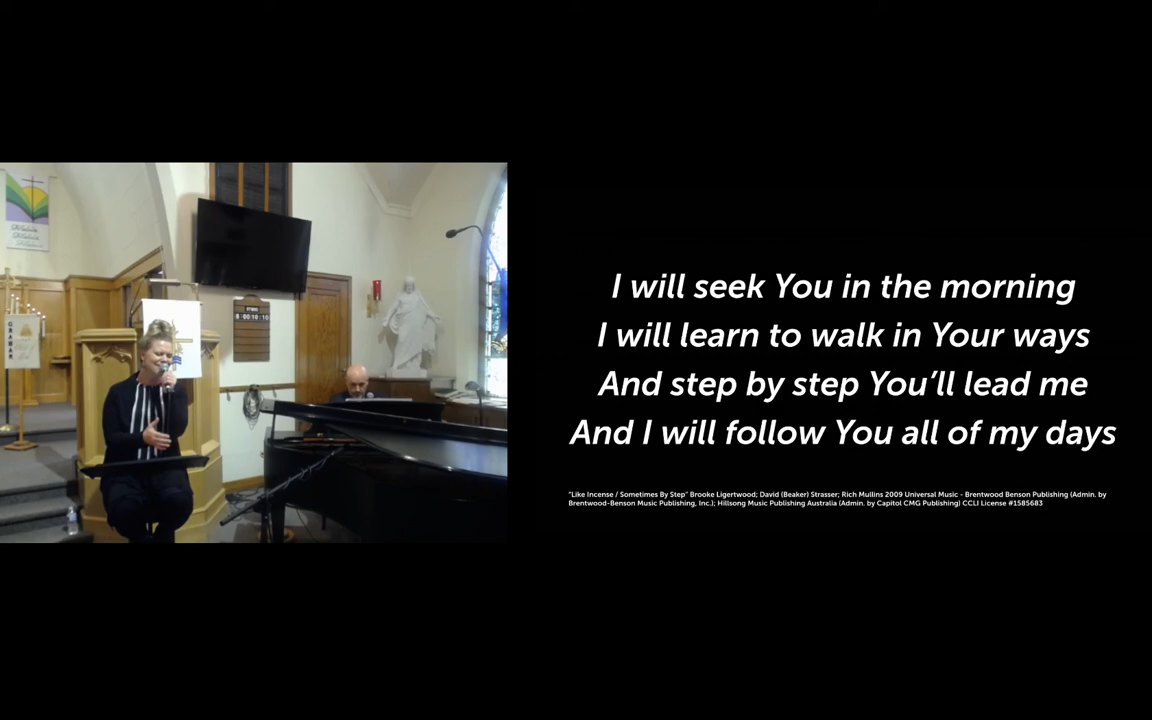 HYMNS
GRAHAM
I will seek You in the morning
I will learn to walk in Your ways
And step by step You’ll lead me
And I will follow You all of my days
"Like Incense / Sometimes By Step" Brooke Ligertwood; David (Beaker) Strasser; Rich Mullins 2009 Universal Music - Brentwood Benson Publishing (Admin. by
Brentwood-Benson Music Publishing, Inc.); Hillsong Music Publishing Australia (Admin. by Capitol CMG Publishing) CCLI License #1585683